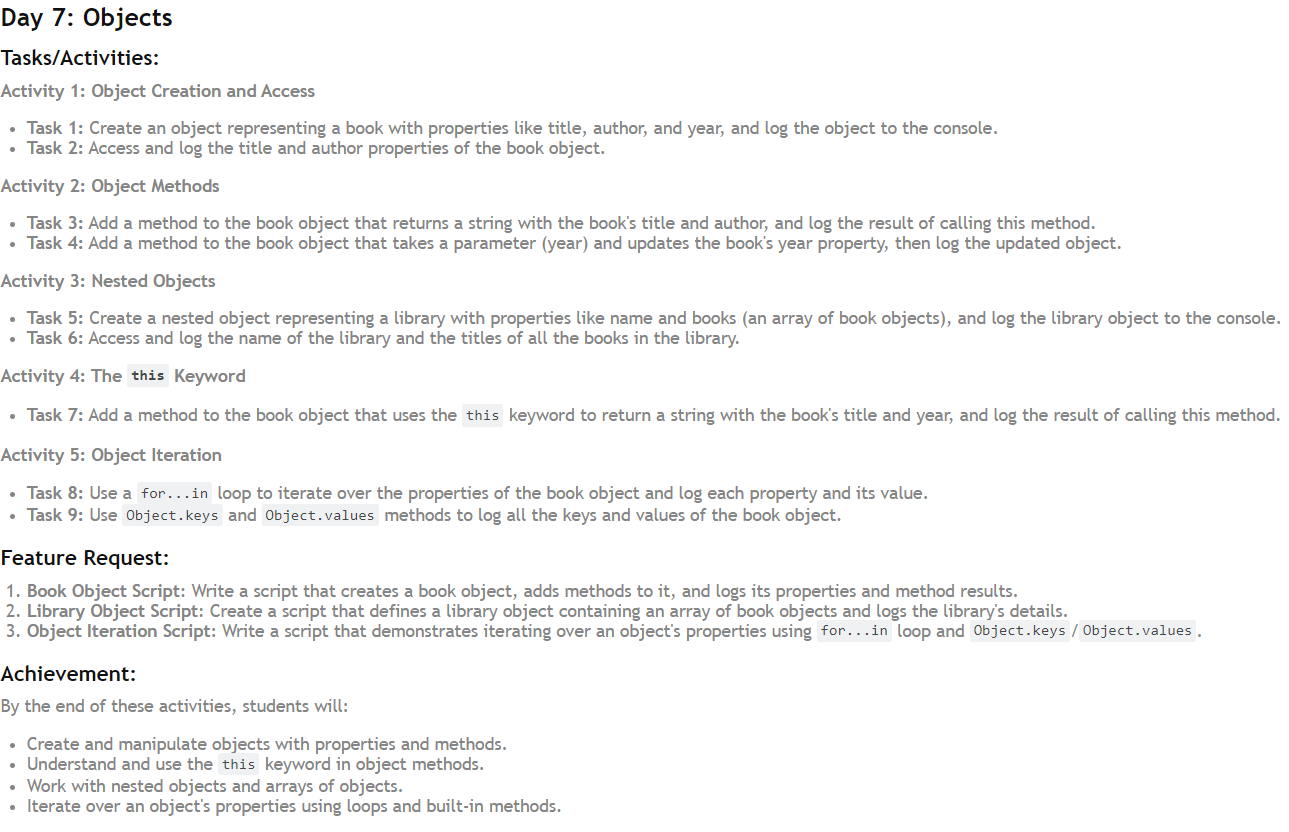 Day 7: Objects
Tasks/Activities:
Activity 1: Object Creation and Access
• Task 1: Create an object representing a book with properties like title, author, and year, and log the object to the console.
• Task 2: Access and log the title and author properties of the book object.
Activity 2: Object Methods
• Task 3: Add a method to the book object that returns a string with the book's title and author, and log the result of calling this method.
• Task 4: Add a method to the book object that takes a parameter (year) and updates the book's year property, then log the updated object.
Activity 3: Nested Objects
• Task 5: Create a nested object representing a library with properties like name and books (an array of book objects), and log the library object to the console.
• Task 6: Access and log the name of the library and the titles of all the books in the library.
Activity 4: The this Keyword
• Task 7: Add a method to the book object that uses the this keyword to return a string with the book's title and year, and log the result of calling this method.
Activity 5: Object Iteration
• Task 8: Use a for...in loop to iterate over the properties of the book object and log each property and its value.
• Task 9: Use Object.keys and Object.values methods to log all the keys and values of the book object.
Feature Request:
1. Book Object Script: Write a script that creates a book object, adds methods to it, and logs its properties and method results.
2. Library Object Script: Create a script that defines a library object containing an array of book objects and logs the library's details.
3. Object Iteration Script: Write a script that demonstrates iterating over an object's properties using for...in loop and Object.keys/Object.values.
Achievement:
By the end of these activities, students will:
• Create and manipulate objects with properties and methods.
• Understand and use the this keyword in object methods.
• Work with nested objects and arrays of objects.
• Iterate over an object's properties using loops and built-in methods.